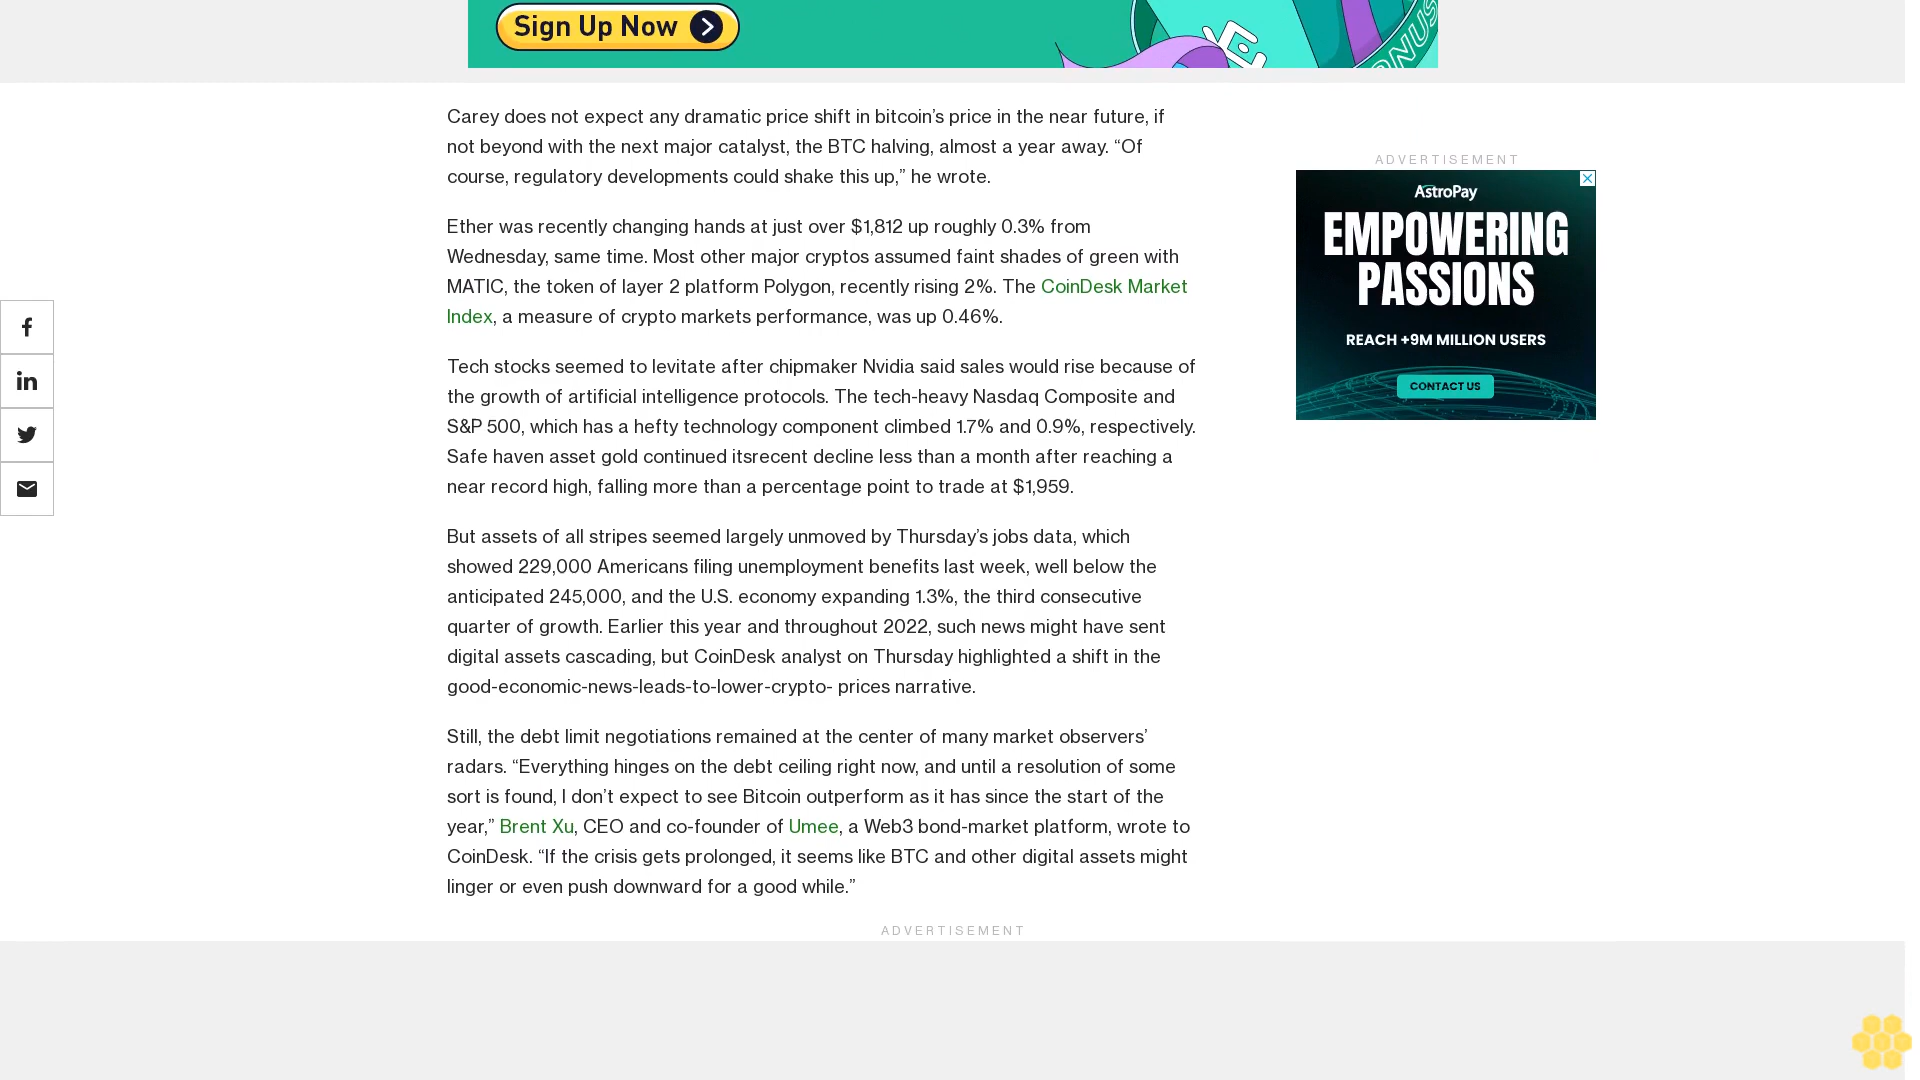 Sign Up Now
BONUS
Carey does not expect any dramatic price shift in bitcoin’s price in the near future, if
not beyond with the next major catalyst, the BTC halving, almost a year away. “Of
course, regulatory developments could shake this up,” he wrote.
Ether was recently changing hands at just over $1,812 up roughly 0.3% from
Wednesday, same time. Most other major cryptos assumed faint shades of green with
MATIC, the token of layer 2 platform Polygon, recently rising 2%. The CoinDesk Market
Index, a measure of crypto markets performance, was up 0.46%.
Tech stocks seemed to levitate after chipmaker Nvidia said sales would rise because of
the growth of artificial intelligence protocols. The tech-heavy Nasdaq Composite and
S&P 500, which has a hefty technology component climbed 1.7% and 0.9%, respectively.
Safe haven asset gold continued itsrecent decline less than a month after reaching a
near record high, falling more than a percentage point to trade at $1,959.
But assets of all stripes seemed largely unmoved by Thursday’s jobs data, which
showed 229,000 Americans filing unemployment benefits last week, well below the
anticipated 245,000, and the U.S. economy expanding 1.3%, the third consecutive
quarter of growth. Earlier this year and throughout 2022, such news might have sent
digital assets cascading, but CoinDesk analyst on Thursday highlighted a shift in the
good-economic-news-leads-to-lower-crypto- prices narrative.
Still, the debt limit negotiations remained at the center of many market observers’
radars. “Everything hinges on the debt ceiling right now, and until a resolution of some
sort is found, I don’t expect to see Bitcoin outperform as it has since the start of the
year,” Brent Xu, CEO and co-founder of Umee, a Web3 bond-market platform, wrote to
CoinDesk. “If the crisis gets prolonged, it seems like BTC and other digital assets might
linger or even push downward for a good while.”
ADVERTISEMENT
AstroPay
EMPOWERING
PASSIONS
REACH +9M MILLION USERS
CONTACT US
ADVERTISEMENT